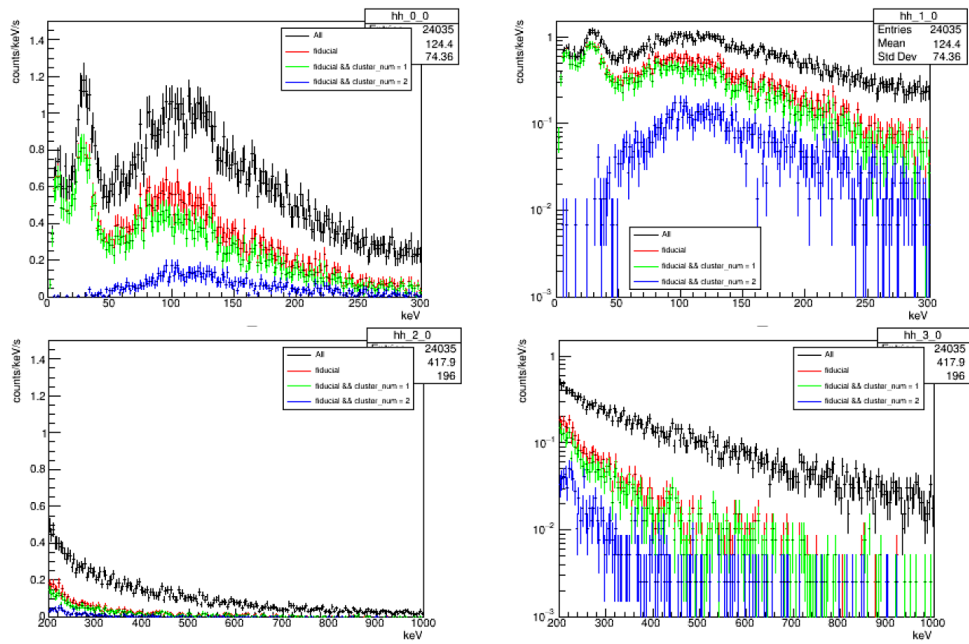 hh_0_0
Entries 24035
124.4
74.36
All
fiducial
fiducial && cluster_num = 1
fiducial && cluster_num = 2
counts/keV/s
1.4
1.2
1
0.8
0.6
0.4
0.2
0
0 50 100 150 200 250 300
keV
hh_1_0
Entries 24035
Mean 124.4
Std Dev 74.36
counts/keV/s
1
10⁻¹
10⁻²
10⁻³
All
fiducial
fiducial && cluster_num = 1
fiducial && cluster_num = 2
0 50 100 150 200 250 300
keV
hh_2_0
24035
417.9
196
All
fiducial
fiducial && cluster_num = 1
fiducial && cluster_num = 2
counts/keV/s
1.4
1.2
1
0.8
0.6
0.4
0.2
0
200 300 400 500 600 700 800 900 1000
keV
hh_3_0
24035
417.9
196
All
fiducial
fiducial && cluster_num = 1
fiducial && cluster_num = 2
counts/keV/s
1
10⁻¹
10⁻²
10⁻³
200 300 400 500 600 700 800 900 1000
keV